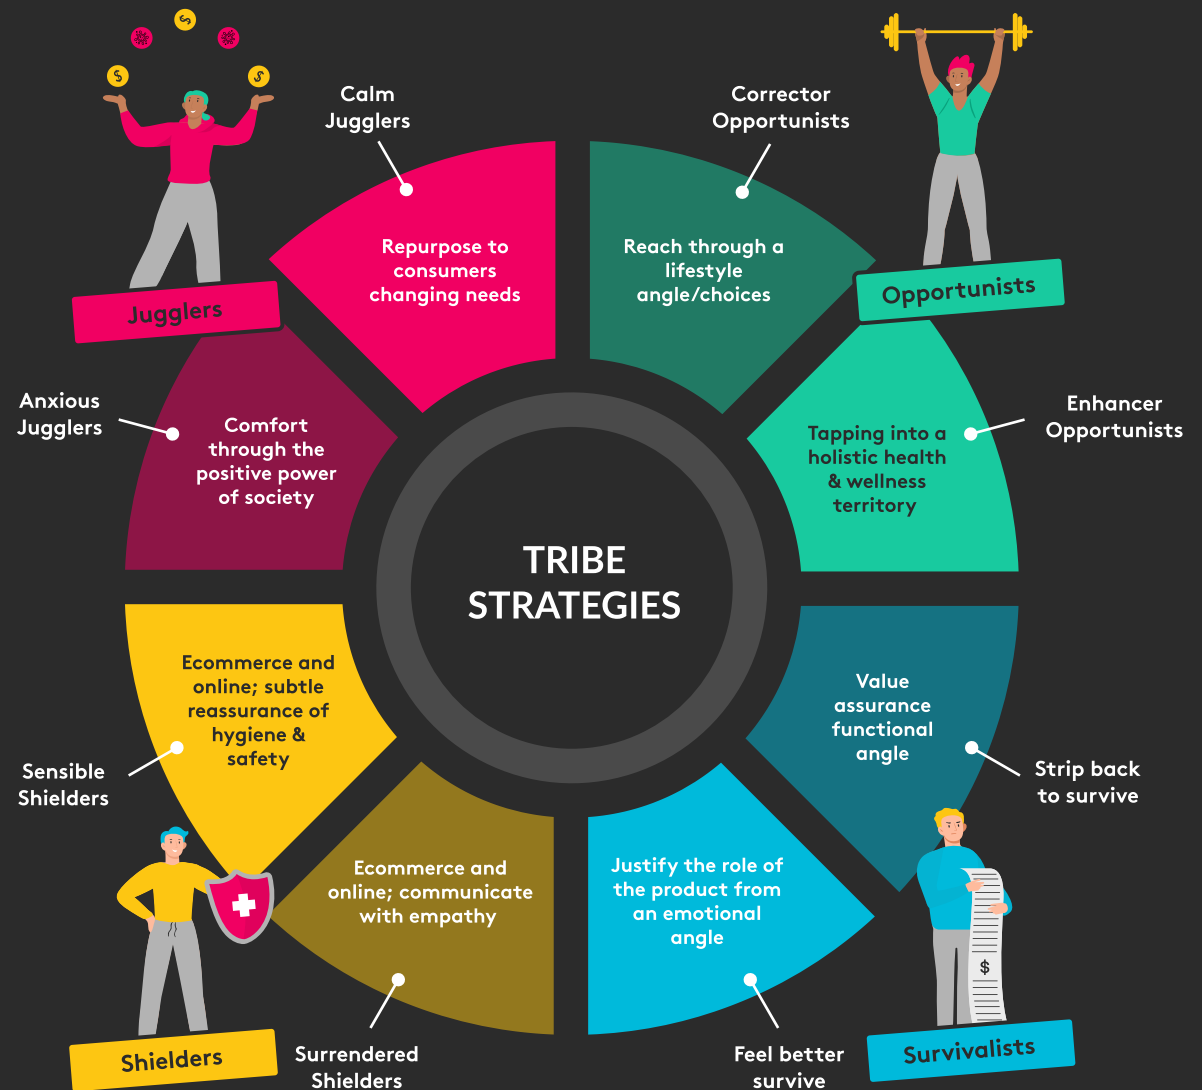 Calm
Jugglers
Corrector
Opportunists
Repurpose to
consumers
changing needs
Reach through a
lifestyle
angle/choices
Jugglers
Opportunists
Anxious
Jugglers
Comfort
through the
positive power
of society
Tapping into a
holistic health
& wellness
territory
Enhancer
Opportunists
TRIBE
STRATEGIES
Ecommerce and
online; subtle
reassurance of
hygiene &
safety
Value
assurance
functional
angle
Sensible
Shielders
Strip back
to survive
Ecommerce and
online; communicate
with empathy
Justify the role of
the product from
an emotional
angle
$
$
$
$
Shielders
Surrendered
Shielders
Feel better
survive
Survivalists